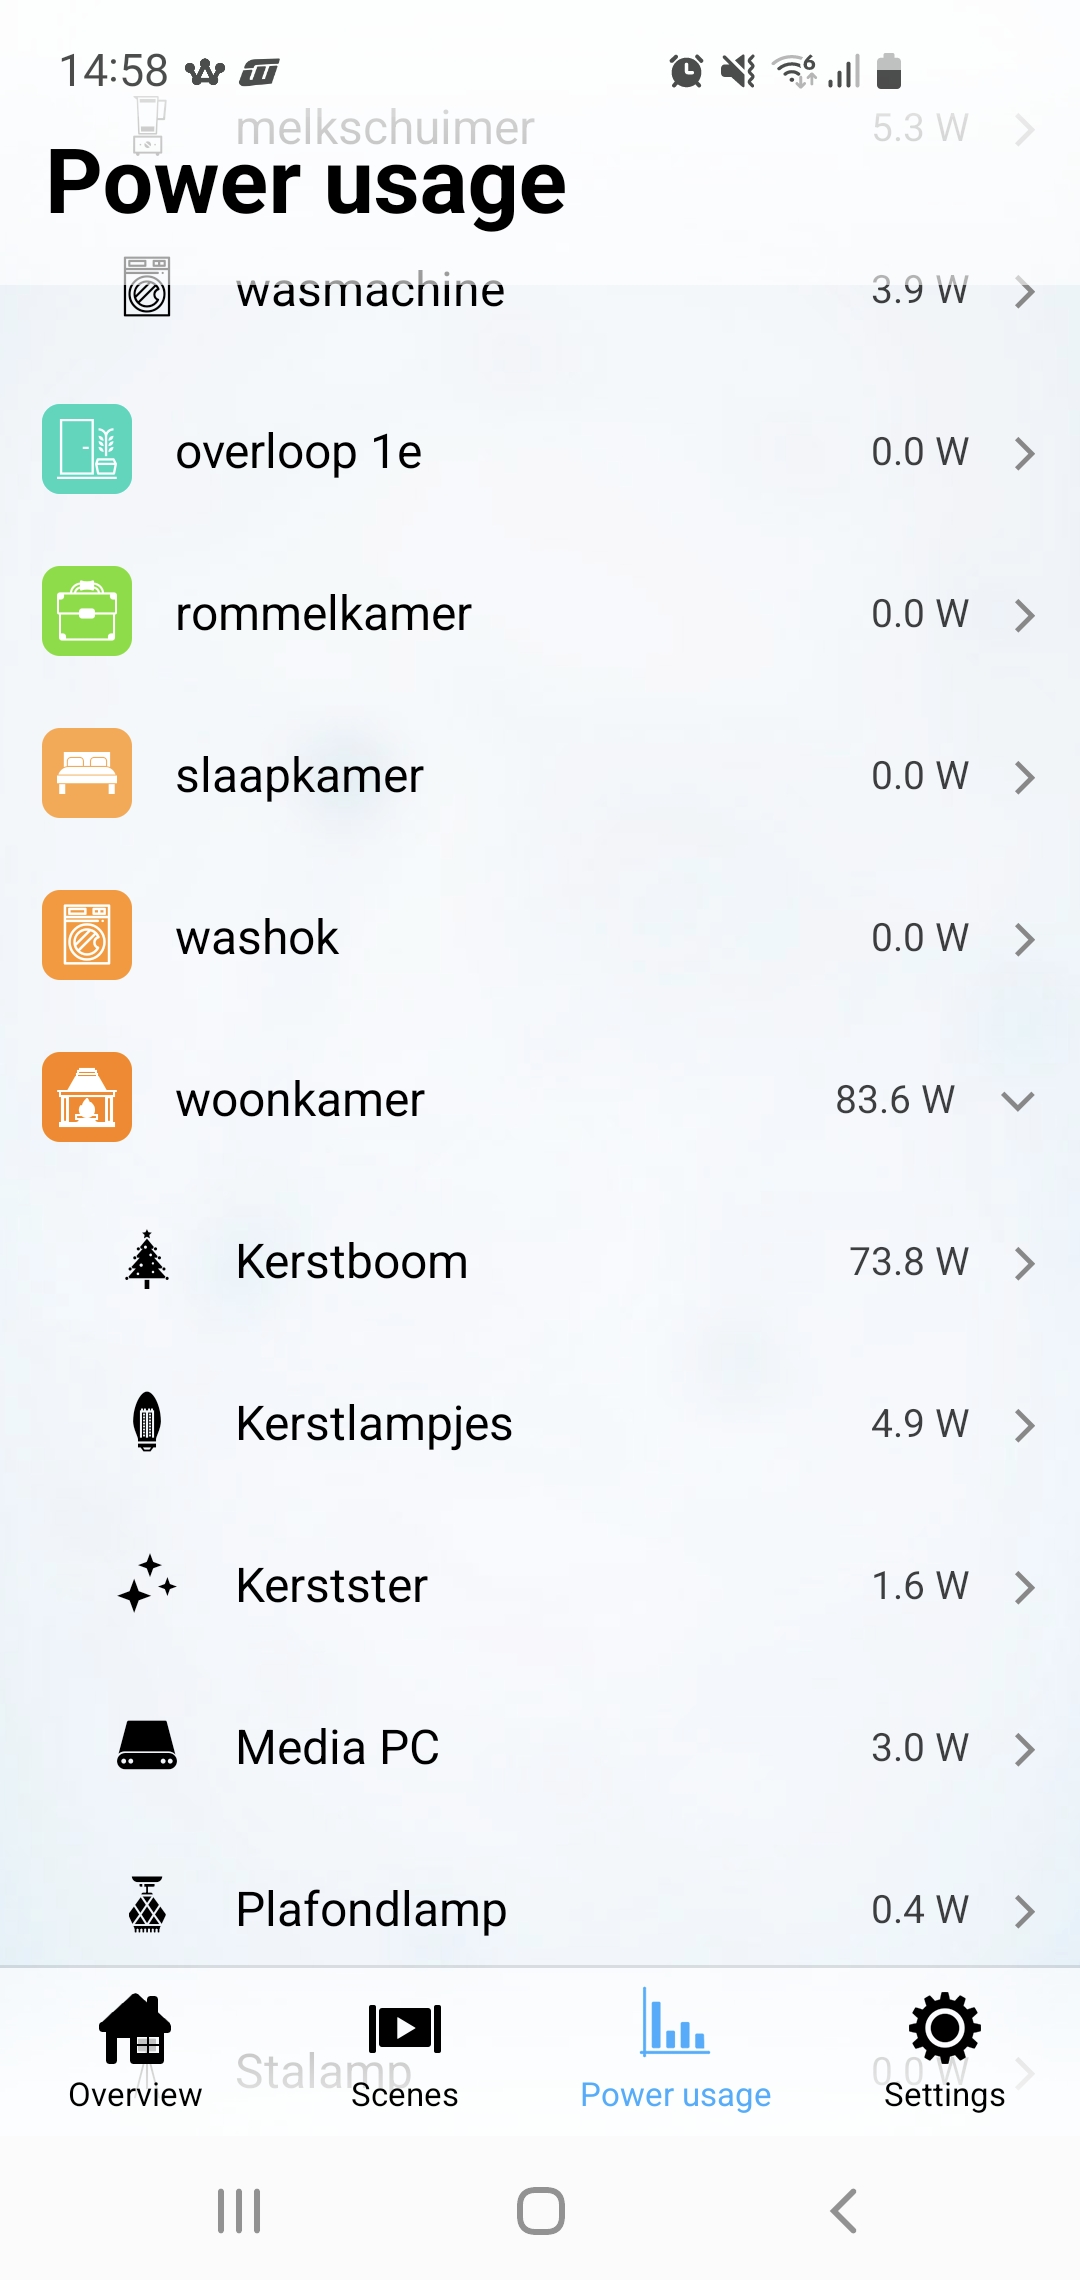 14:58
melkschuimer 5.3 W
Power usage
wasmachine 3.9 W
overloop 1e 0.0 W
rommelkamer 0.0 W
slaapkamer 0.0 W
washok 0.0 W
woonkamer 83.6 W
Kerstboom 73.8 W
Kerstlampjes 4.9 W
Kerstster 1.6 W
Media PC 3.0 W
Plafondlamp 0.4 W
Stalamp 0.0 W
Overview Scenes Power usage Settings